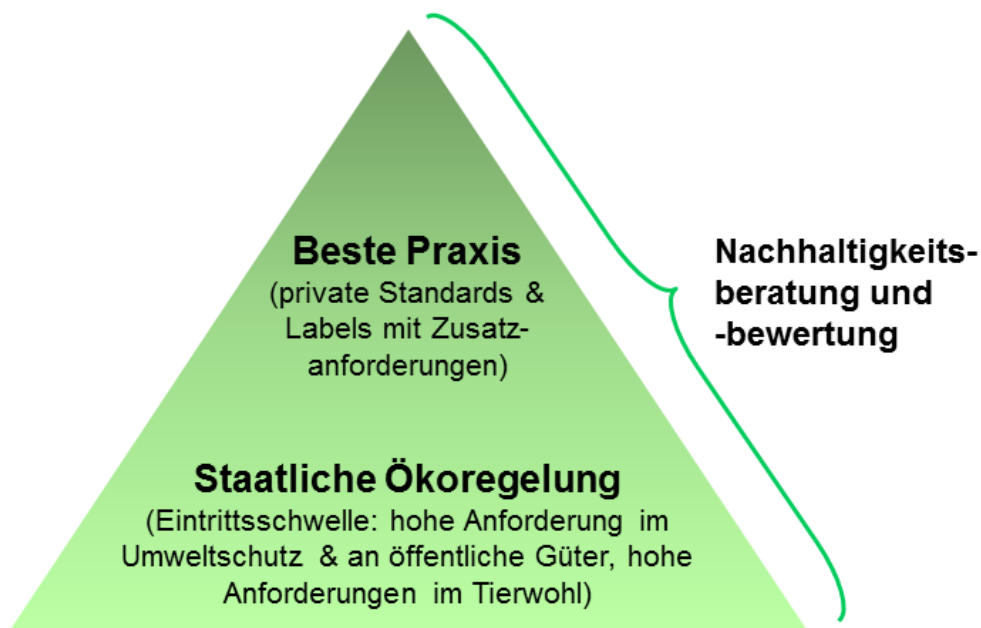 Beste Praxis
(private Standards &
Labels mit Zusatz-
anforderungen)
Nachhaltigkeits-
beratung und
-bewertung
Staatliche Ökoregelung
(Eintrittsschwelle: hohe Anforderung im
Umweltschutz & an öffentliche Güter, hohe
Anforderungen im Tierwohl)